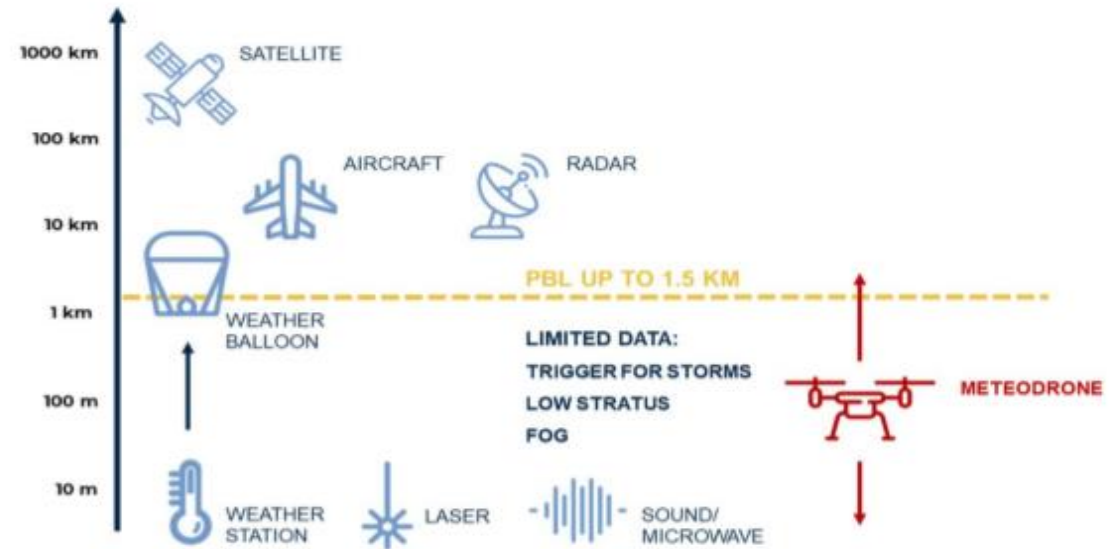 1000 km
SATELLITE
100 km
AIRCRAFT
RADAR
10 km
PBL UP TO 1.5 KM
1 km
WEATHER
BALLOON
LIMITED DATA:
TRIGGER FOR STORMS
LOW STRATUS
FOG
METEODRONE
100 m
10 m
WEATHER
STATION
LASER
SOUND/
MICROWAVE